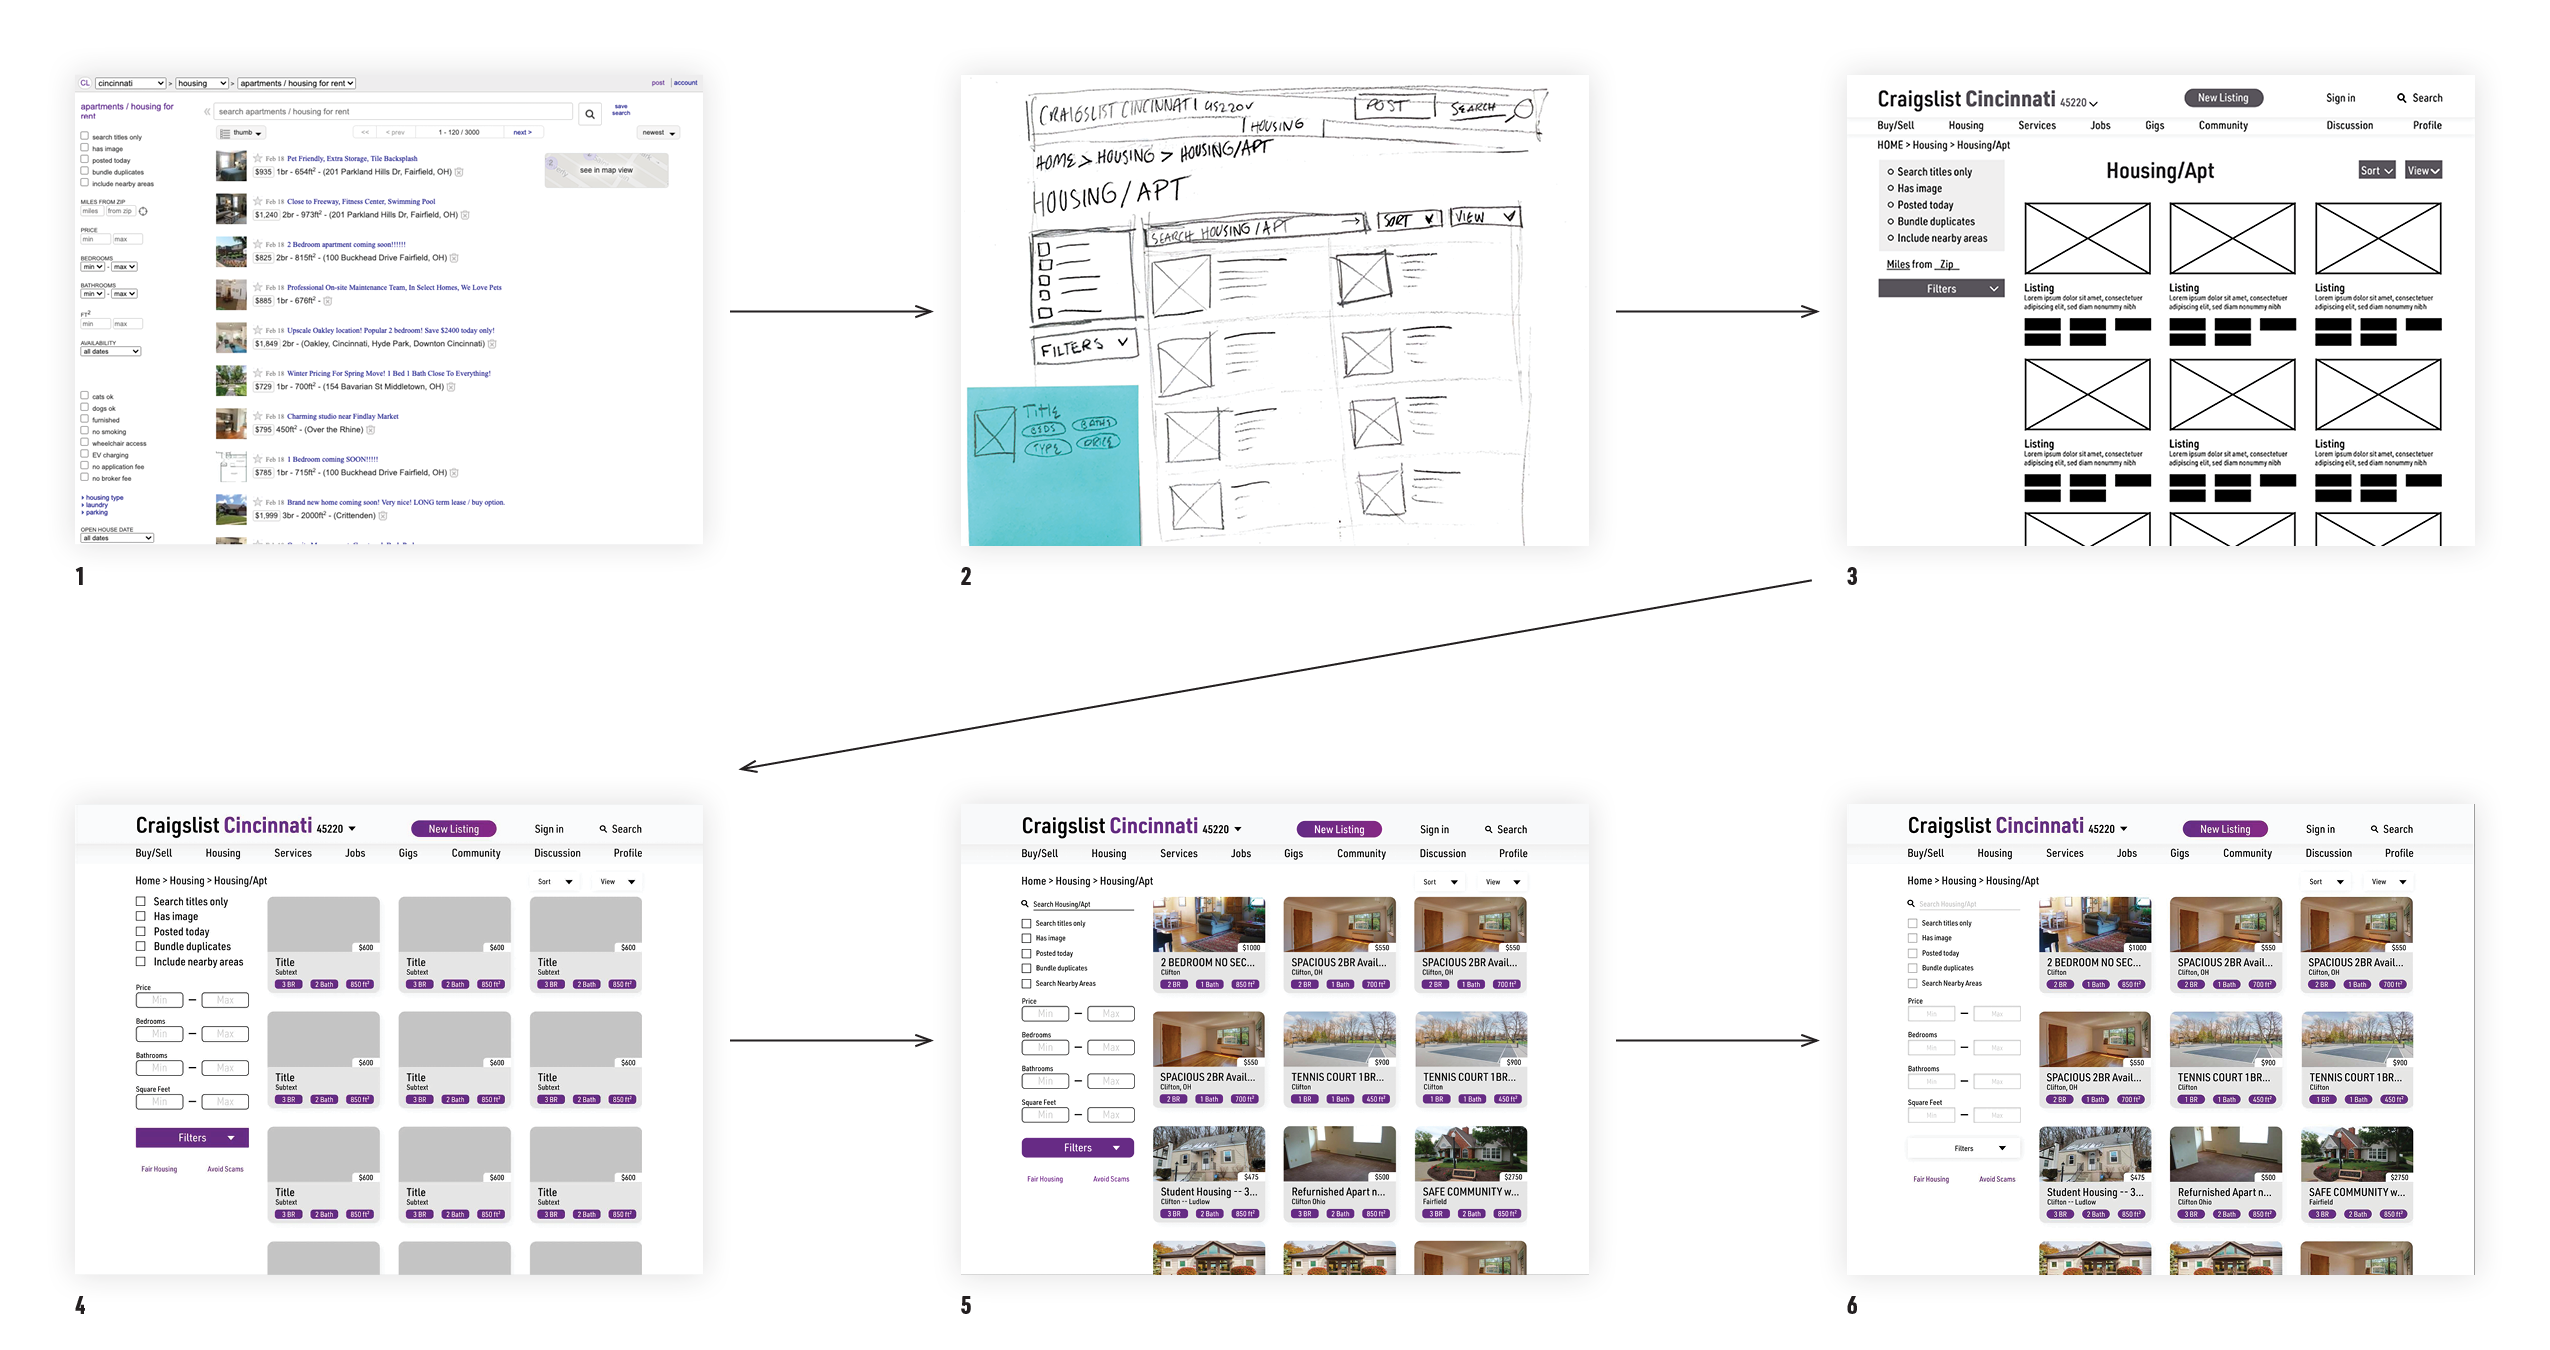 CL cincinnati > housing > apartments / housing for rent post account
apartments / housing for rent
search apartments / housing for rent
save search
thumb
<< < prev 1 - 120 / 3000 next >
newest
search titles only
has image
posted today
bundle duplicates
include nearby areas
MILES FROM ZIP
miles from zip
PRICE
min max
BEDROOMS
min - max
BATHROOMS
min - max
FT2
min max
AVAILABILITY
all dates
cats ok
dogs ok
furnished
no smoking
wheelchair access
EV charging
no application fee
no broker fee
housing type
laundry
parking
OPEN HOUSE DATE
all dates
Feb 18 Pet Friendly, Extra Storage, Tile Backsplash
$935 1br - 654ft2 - (201 Parkland Hills Dr, Fairfield, OH)
see in map view
Feb 18 Close to Freeway, Fitness Center, Swimming Pool
$1,240 2br - 973ft2 - (201 Parkland Hills Dr, Fairfield, OH)
Feb 18 2 Bedroom apartment coming soon!!!!!!
$825 2br - 815ft2 - (100 Buckhead Drive Fairfield, OH)
Feb 18 Professional On-site Maintenance Team, In Select Homes, We Love Pets
$885 1br - 676ft2 -
Feb 18 Upscale Oakley location! Popular 2 bedroom! Save $2400 today only!
$1,849 2br - (Oakley, Cincinnati, Hyde Park, Downton Cincinnati)
Feb 18 Winter Pricing For Spring Move! 1 Bed 1 Bath Close To Everything!
$729 1br - 700ft2 - (154 Bavarian St Middletown, OH)
Feb 18 Charming studio near Findlay Market
$795 450ft2 - (Over the Rhine)
Feb 18 1 Bedroom coming SOON!!!!!
$785 1br - 715ft2 - (100 Buckhead Drive Fairfield, OH)
Feb 18 Brand new home coming soon! Very nice! LONG term lease / buy option.
$1,999 3br - 2000ft2 - (Crittenden)
1
CRAIGSLIST CINCINNATI 45220 POST SEARCH
HOUSING
HOME > HOUSING > HOUSING/APT
HOUSING/APT
SEARCH HOUSING/APT → SORT VIEW
FILTERS
Title
BEDS BATHS
TYPE PRICE
2
Craigslist Cincinnati 45220 New Listing Sign in Search
Buy/Sell Housing Services Jobs Gigs Community Discussion Profile
HOME > Housing > Housing/Apt
Search titles only
Has image
Posted today
Bundle duplicates
Include nearby areas
Miles from Zip
Filters
Housing/Apt Sort View
Listing Listing Listing
Lorem ipsum dolor sit amet, consectetuer Lorem ipsum dolor sit amet, consectetuer Lorem ipsum dolor sit amet, consectetuer
adipiscing elit, sed diam nonummy nibh adipiscing elit, sed diam nonummy nibh adipiscing elit, sed diam nonummy nibh
Listing Listing Listing
Lorem ipsum dolor sit amet, consectetuer Lorem ipsum dolor sit amet, consectetuer Lorem ipsum dolor sit amet, consectetuer
adipiscing elit, sed diam nonummy nibh adipiscing elit, sed diam nonummy nibh adipiscing elit, sed diam nonummy nibh
3
Craigslist Cincinnati 45220 New Listing Sign in Search
Buy/Sell Housing Services Jobs Gigs Community Discussion Profile
Home > Housing > Housing/Apt Sort View
Search titles only
Has image
Posted today
Bundle duplicates
Include nearby areas
Price
Min – Max
Bedrooms
Min – Max
Bathrooms
Min – Max
Square Feet
Min – Max
Filters
Fair Housing Avoid Scams
$600 $600 $600
Title Title Title
Subtext Subtext Subtext
3 BR 2 Bath 850 ft² 3 BR 2 Bath 850 ft² 3 BR 2 Bath 850 ft²
$600 $600 $600
Title Title Title
Subtext Subtext Subtext
3 BR 2 Bath 850 ft² 3 BR 2 Bath 850 ft² 3 BR 2 Bath 850 ft²
$600 $600 $600
Title Title Title
Subtext Subtext Subtext
3 BR 2 Bath 850 ft² 3 BR 2 Bath 850 ft² 3 BR 2 Bath 850 ft²
4
Craigslist Cincinnati 45220 New Listing Sign in Search
Buy/Sell Housing Services Jobs Gigs Community Discussion Profile
Home > Housing > Housing/Apt Sort View
Search Housing/Apt
Search titles only
Has image
Posted today
Bundle duplicates
Search Nearby Areas
Price
Min – Max
Bedrooms
Min – Max
Bathrooms
Min – Max
Square Feet
Min – Max
Filters
Fair Housing Avoid Scams
$1000 $550 $550
2 BEDROOM NO SEC... SPACIOUS 2BR Avail... SPACIOUS 2BR Avail...
Clifton Clifton, OH Clifton, OH
2 BR 1 Bath 850 ft² 2 BR 1 Bath 700 ft² 2 BR 1 Bath 700 ft²
$550 $900 $900
SPACIOUS 2BR Avail... TENNIS COURT 1BR... TENNIS COURT 1BR...
Clifton, OH Clifton Clifton
2 BR 1 Bath 700 ft² 1 BR 1 Bath 450 ft² 1 BR 1 Bath 450 ft²
$475 $500 $2750
Student Housing -- 3... Refurnished Apart n... SAFE COMMUNITY w...
Clifton -- Ludlow Clifton Ohio Fairfield
3 BR 2 Bath 850 ft² 3 BR 2 Bath 850 ft² 3 BR 2 Bath 850 ft²
5
Craigslist Cincinnati 45220 New Listing Sign in Search
Buy/Sell Housing Services Jobs Gigs Community Discussion Profile
Home > Housing > Housing/Apt Sort View
Search Housing/Apt
Search titles only
Has image
Posted today
Bundle duplicates
Search Nearby Areas
Price
Min – Max
Bedrooms
Min – Max
Bathrooms
Min – Max
Square Feet
Min – Max
Filters
Fair Housing Avoid Scams
$1000 $550 $550
2 BEDROOM NO SEC... SPACIOUS 2BR Avail... SPACIOUS 2BR Avail...
Clifton Clifton, OH Clifton, OH
2 BR 1 Bath 850 ft² 2 BR 1 Bath 700 ft² 2 BR 1 Bath 700 ft²
$550 $900 $900
SPACIOUS 2BR Avail... TENNIS COURT 1BR... TENNIS COURT 1BR...
Clifton, OH Clifton Clifton
2 BR 1 Bath 700 ft² 1 BR 1 Bath 450 ft² 1 BR 1 Bath 450 ft²
$475 $500 $2750
Student Housing -- 3... Refurnished Apart n... SAFE COMMUNITY w...
Clifton -- Ludlow Clifton Ohio Fairfield
3 BR 2 Bath 850 ft² 3 BR 2 Bath 850 ft² 3 BR 2 Bath 850 ft²
6